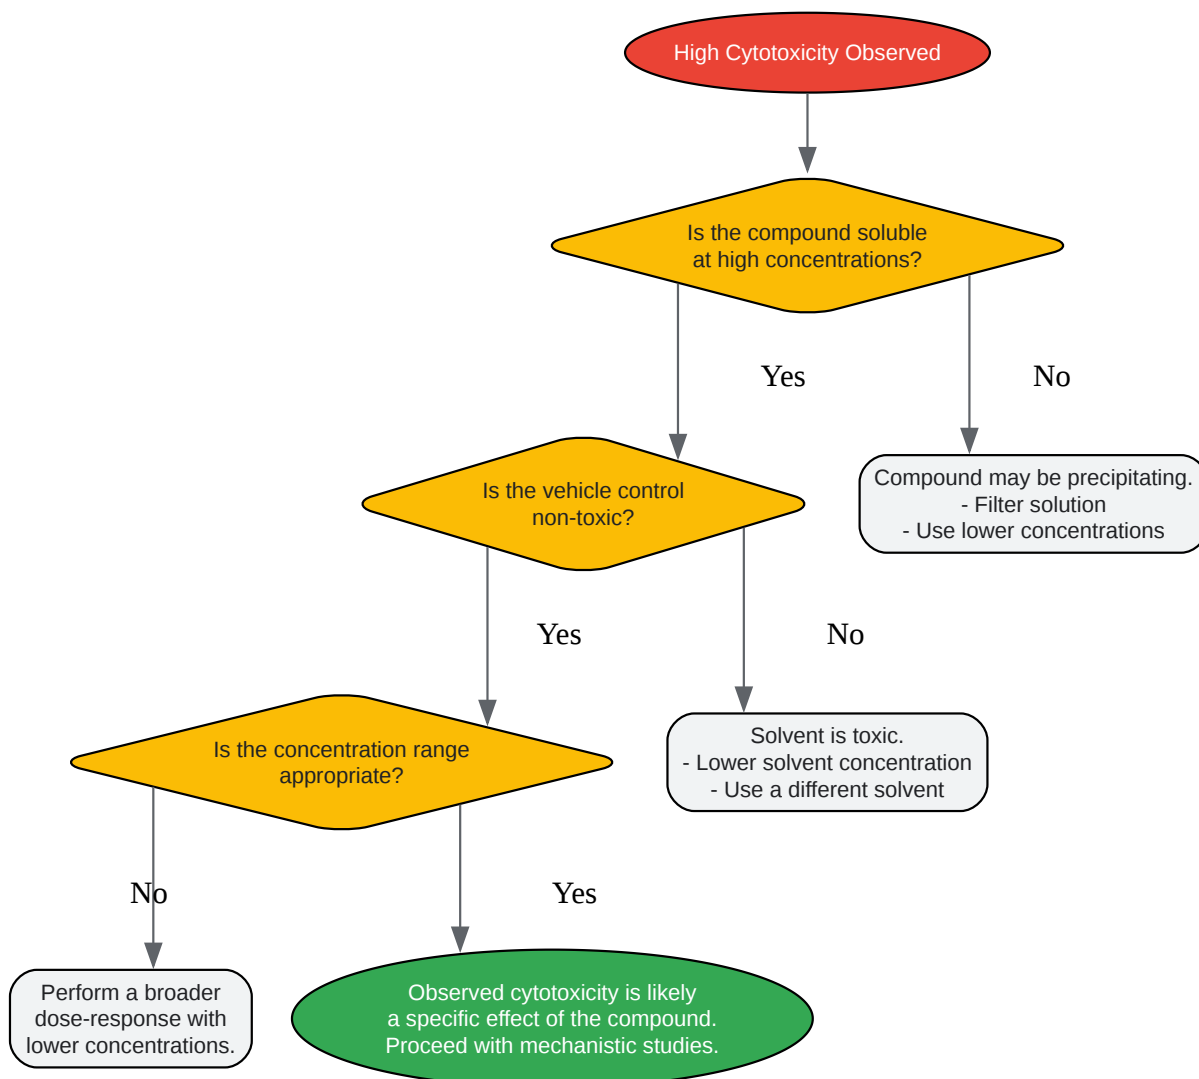 High Cytotoxicity Observed
Is the compound soluble
at high concentrations?
Yes
No
Is the vehicle control
non-toxic?
Compound may be precipitating.
- Filter solution
- Use lower concentrations
Yes
No
Is the concentration range
appropriate?
Solvent is toxic.
- Lower solvent concentration
- Use a different solvent
No
Yes
Perform a broader
dose-response with
lower concentrations.
Observed cytotoxicity is likely
a specific effect of the compound.
Proceed with mechanistic studies.